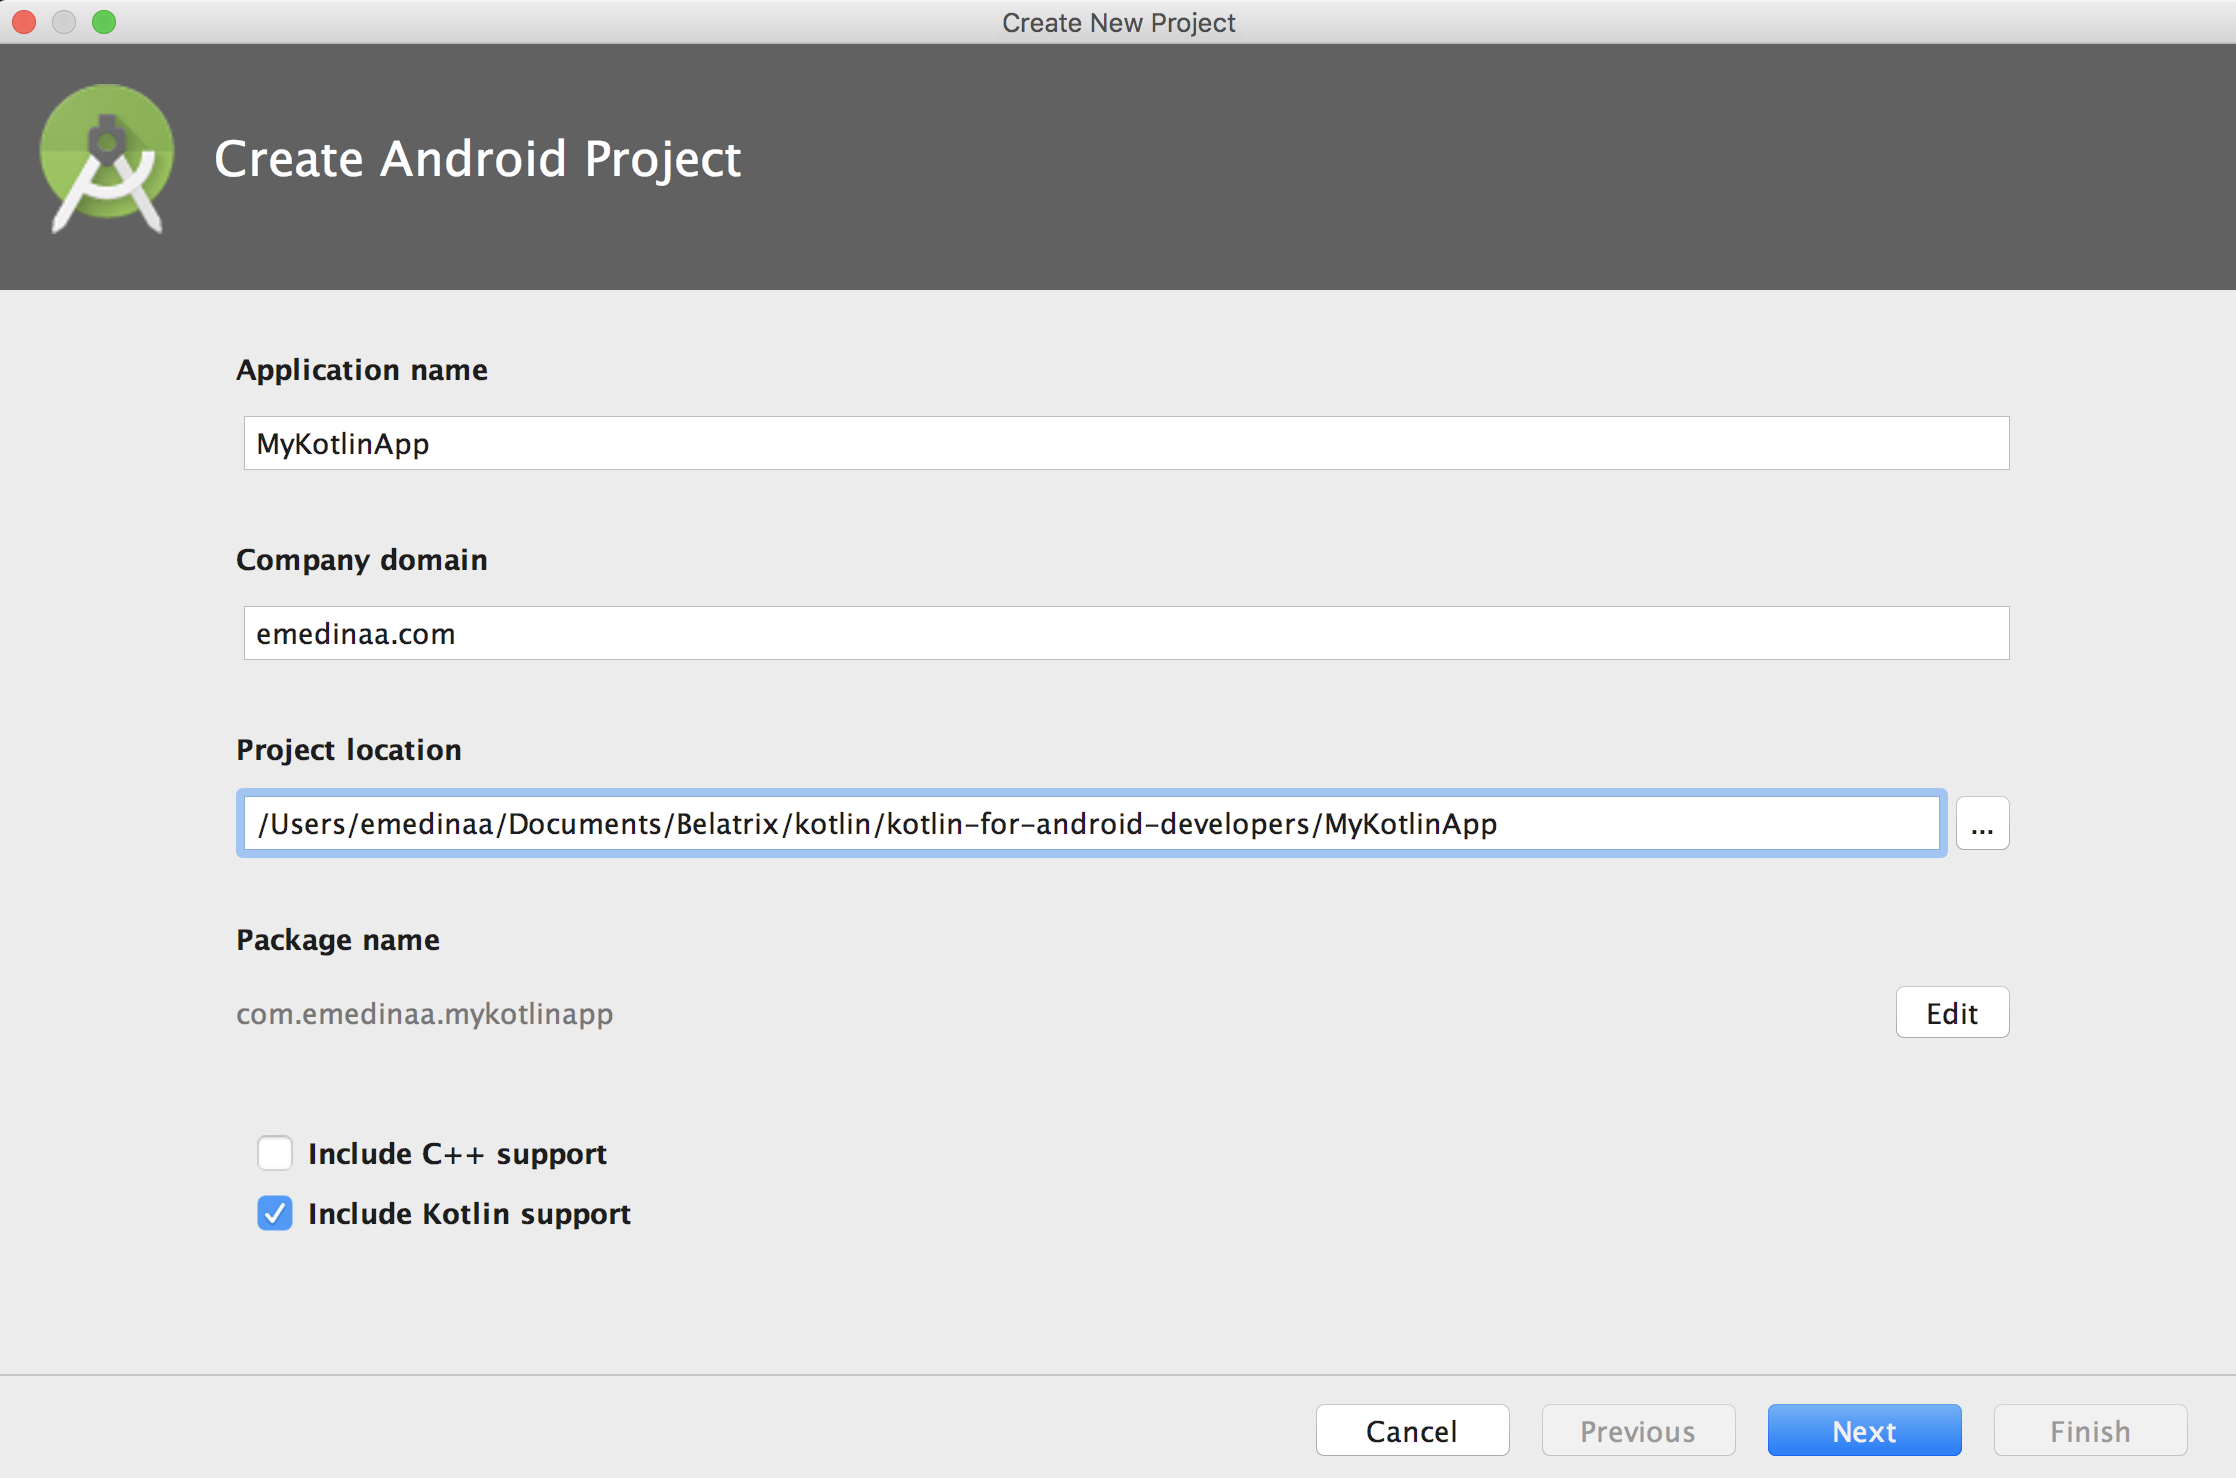 Create New Project
Create Android Project
Application name
MyKotlinApp
Company domain
emedinaa.com
Project location
/Users/emedinaa/Documents/Belatrix/kotlin/kotlin-for-android-developers/MyKotlinApp ...
Package name
com.emedinaa.mykotlinapp Edit
Include C++ support
Include Kotlin support
Cancel Previous Next Finish